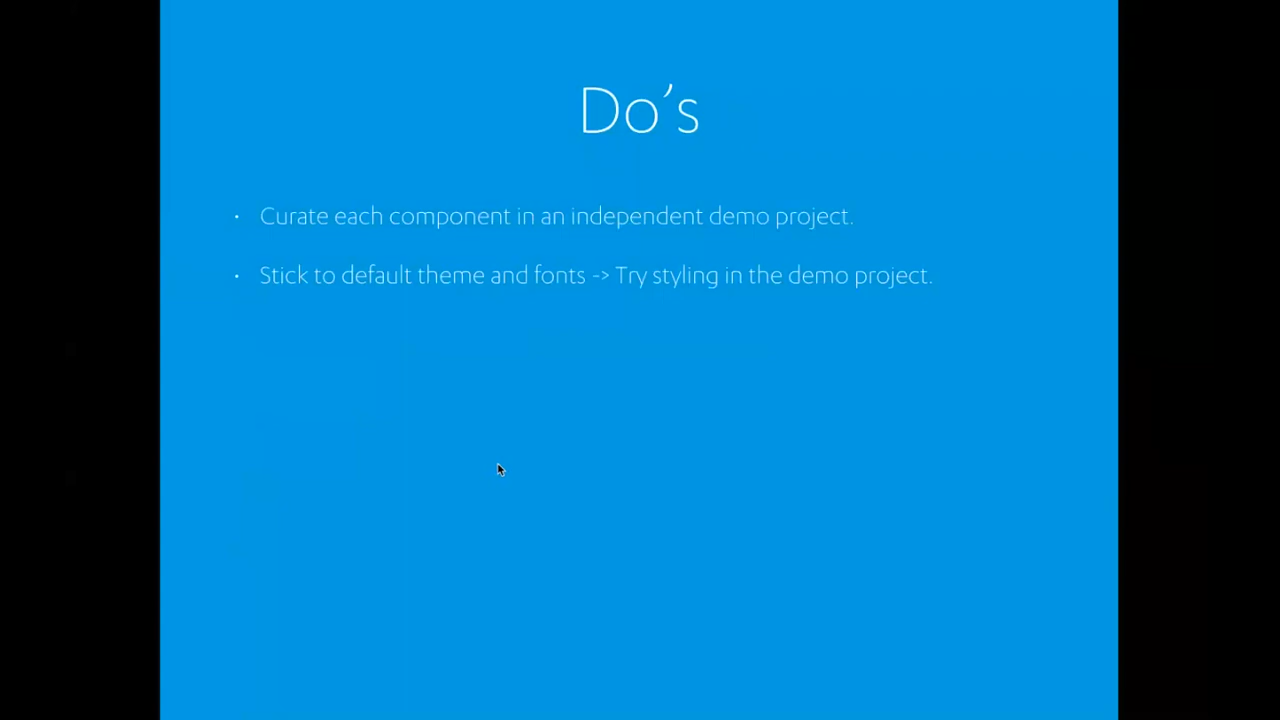 Do’s
• Curate each component in an independent demo project.
• Stick to default theme and fonts -> Try styling in the demo project.